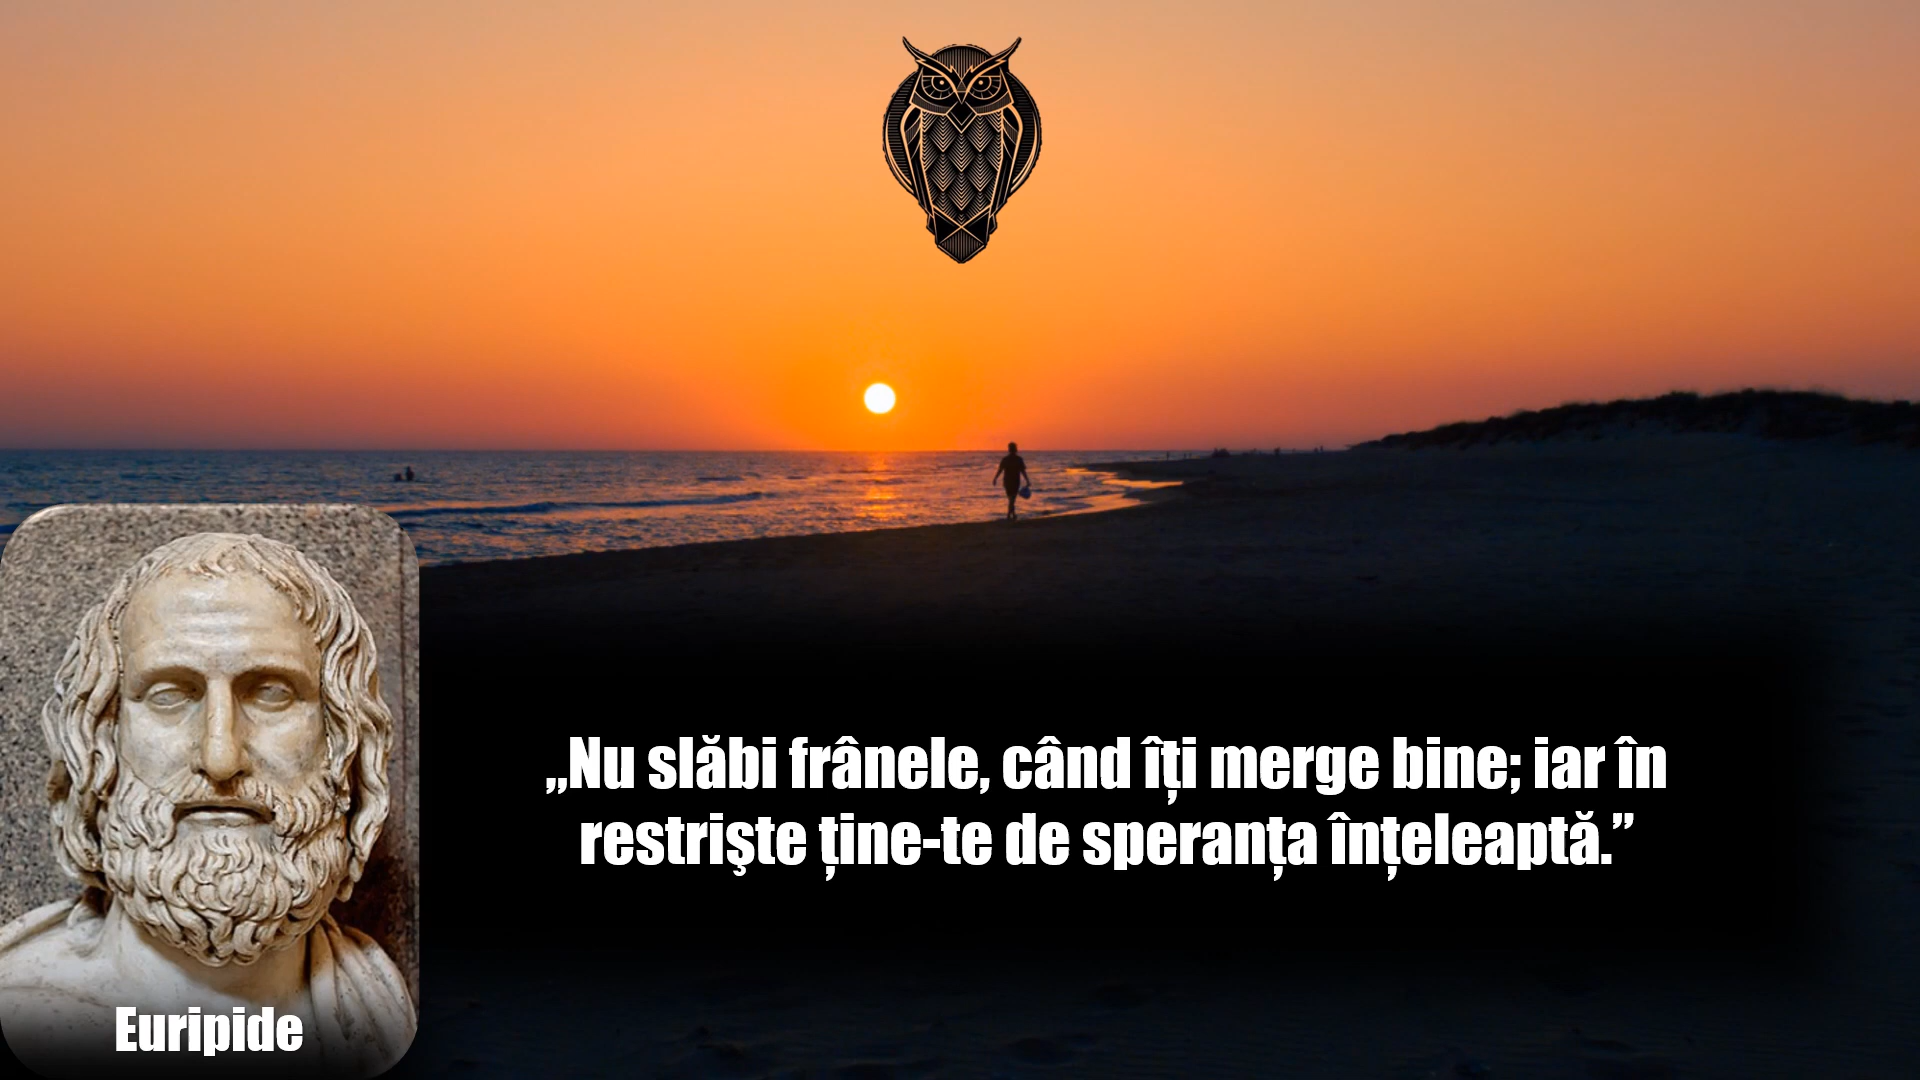 „Nu slăbi frânele, când îți merge bine; iar în
restrişte ține-te de speranța înțeleaptă.”
Euripide